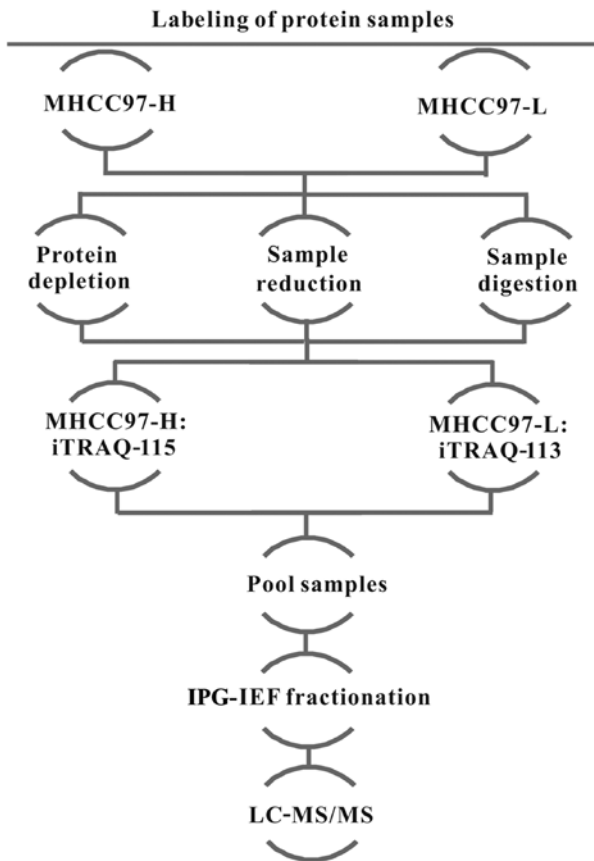 Labeling of protein samples
MHCC97-H
MHCC97-L
Protein
depletion
Sample
reduction
Sample
digestion
MHCC97-H:
iTRAQ-115
MHCC97-L:
iTRAQ-113
Pool samples
IPG-IEF fractionation
LC-MS/MS